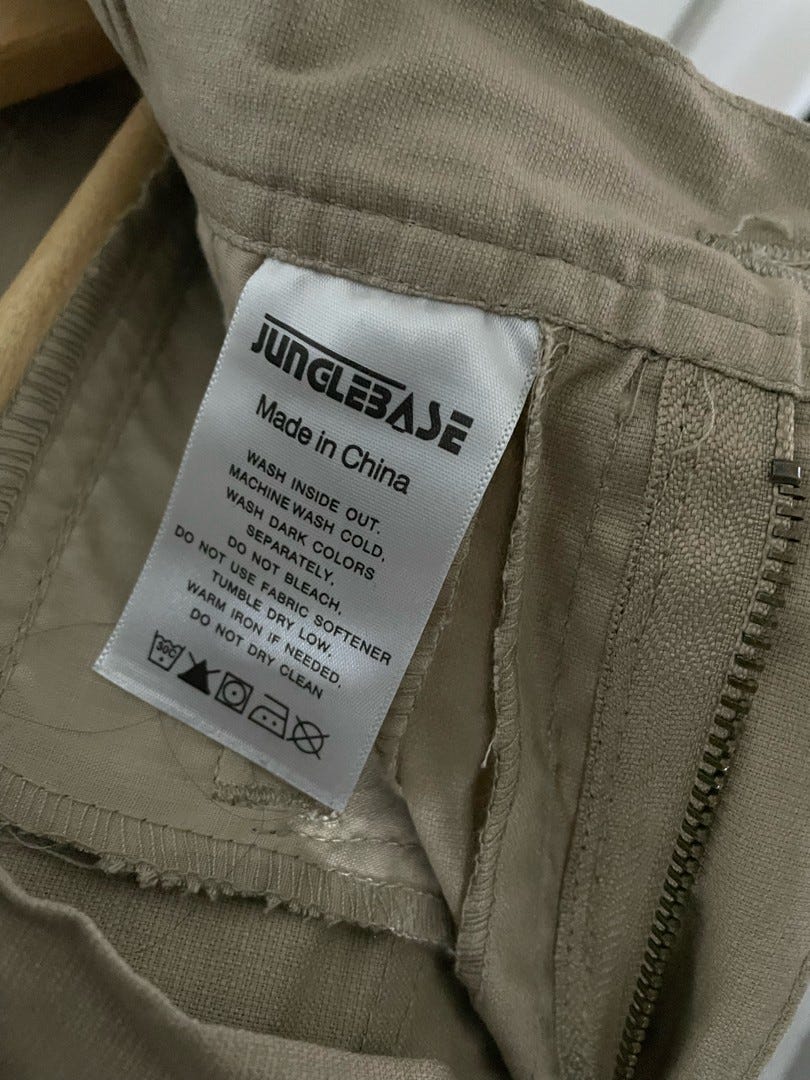 JUNGLEBASE
Made in China
WASH INSIDE OUT.
MACHINE WASH COLD,
WASH DARK COLORS
SEPARATELY,
DO NOT BLEACH,
DO NOT USE FABRIC SOFTENER
TUMBLE DRY LOW,
WARM IRON IF NEEDED,
DO NOT DRY CLEAN
30C